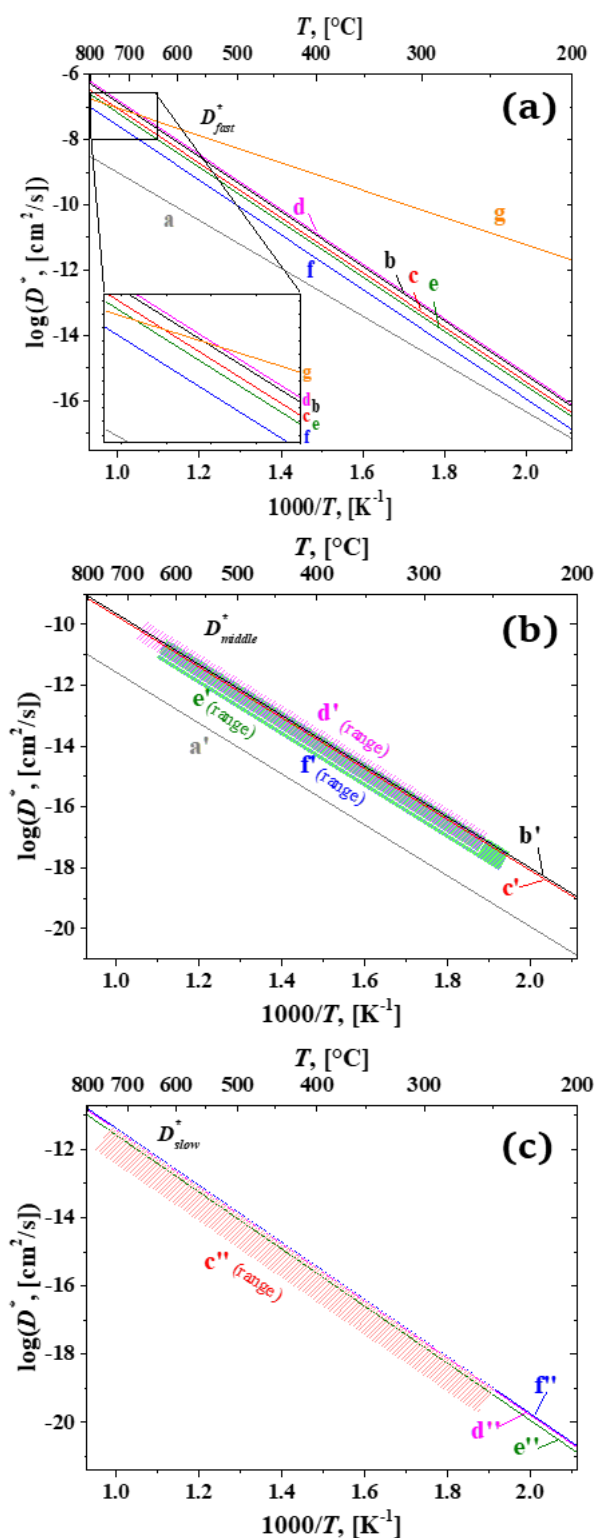 T, [°C]
800 700 600 500 400 300 200
(a)
D*fast
-6
-8
-10
-12
-14
-16
log(D*, [cm²/s])
a
d
g
f
b
c
e
g
d b
c
e
f
1.0 1.2 1.4 1.6 1.8 2.0
1000/T, [K⁻¹]
T, [°C]
800 700 600 500 400 300 200
(b)
D*middle
-10
-12
-14
-16
-18
-20
log(D*, [cm²/s])
e' (range)
d' (range)
a'
f' (range)
b'
c'
1.0 1.2 1.4 1.6 1.8 2.0
1000/T, [K⁻¹]
T, [°C]
800 700 600 500 400 300 200
(c)
D*slow
-12
-14
-16
-18
-20
log(D*, [cm²/s])
c'' (range)
f''
d''
e''
1.0 1.2 1.4 1.6 1.8 2.0
1000/T, [K⁻¹]